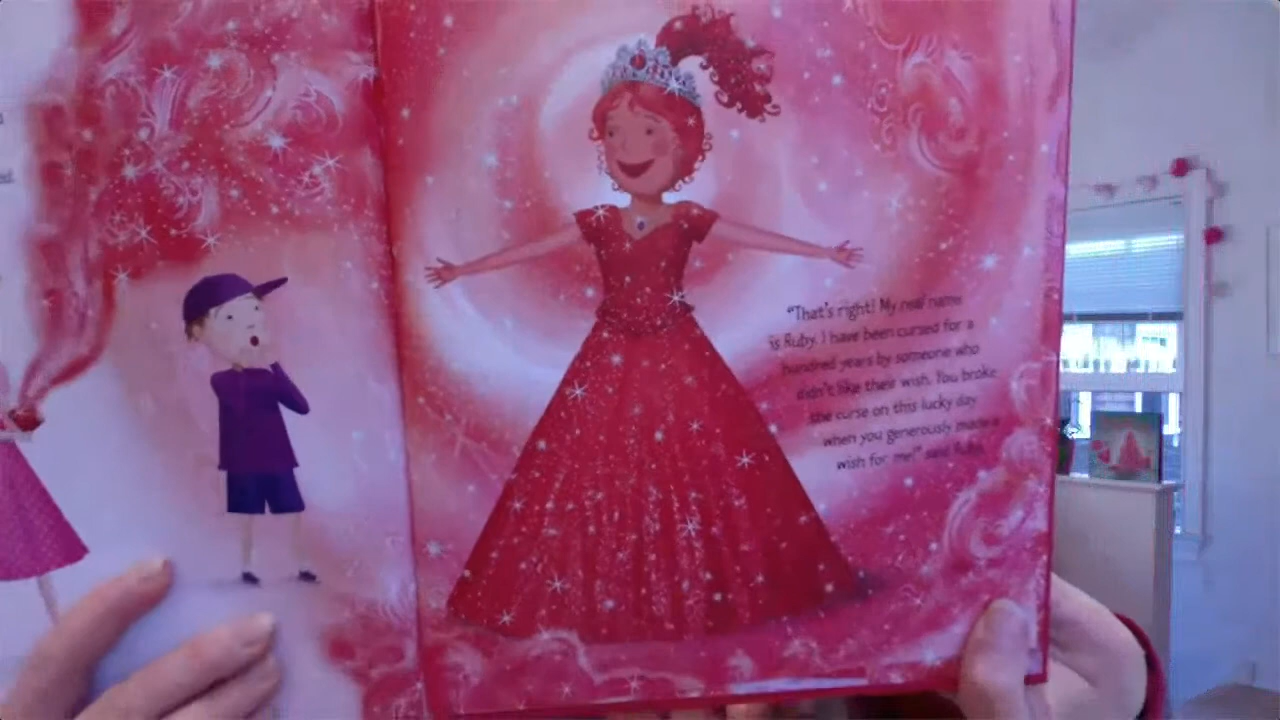 "That's right! My real name
is Ruby. I have been cursed for a
hundred years by someone who
didn't like their wish. You broke
the curse on this lucky day
when you generously made a
wish for me!" said Ruby.